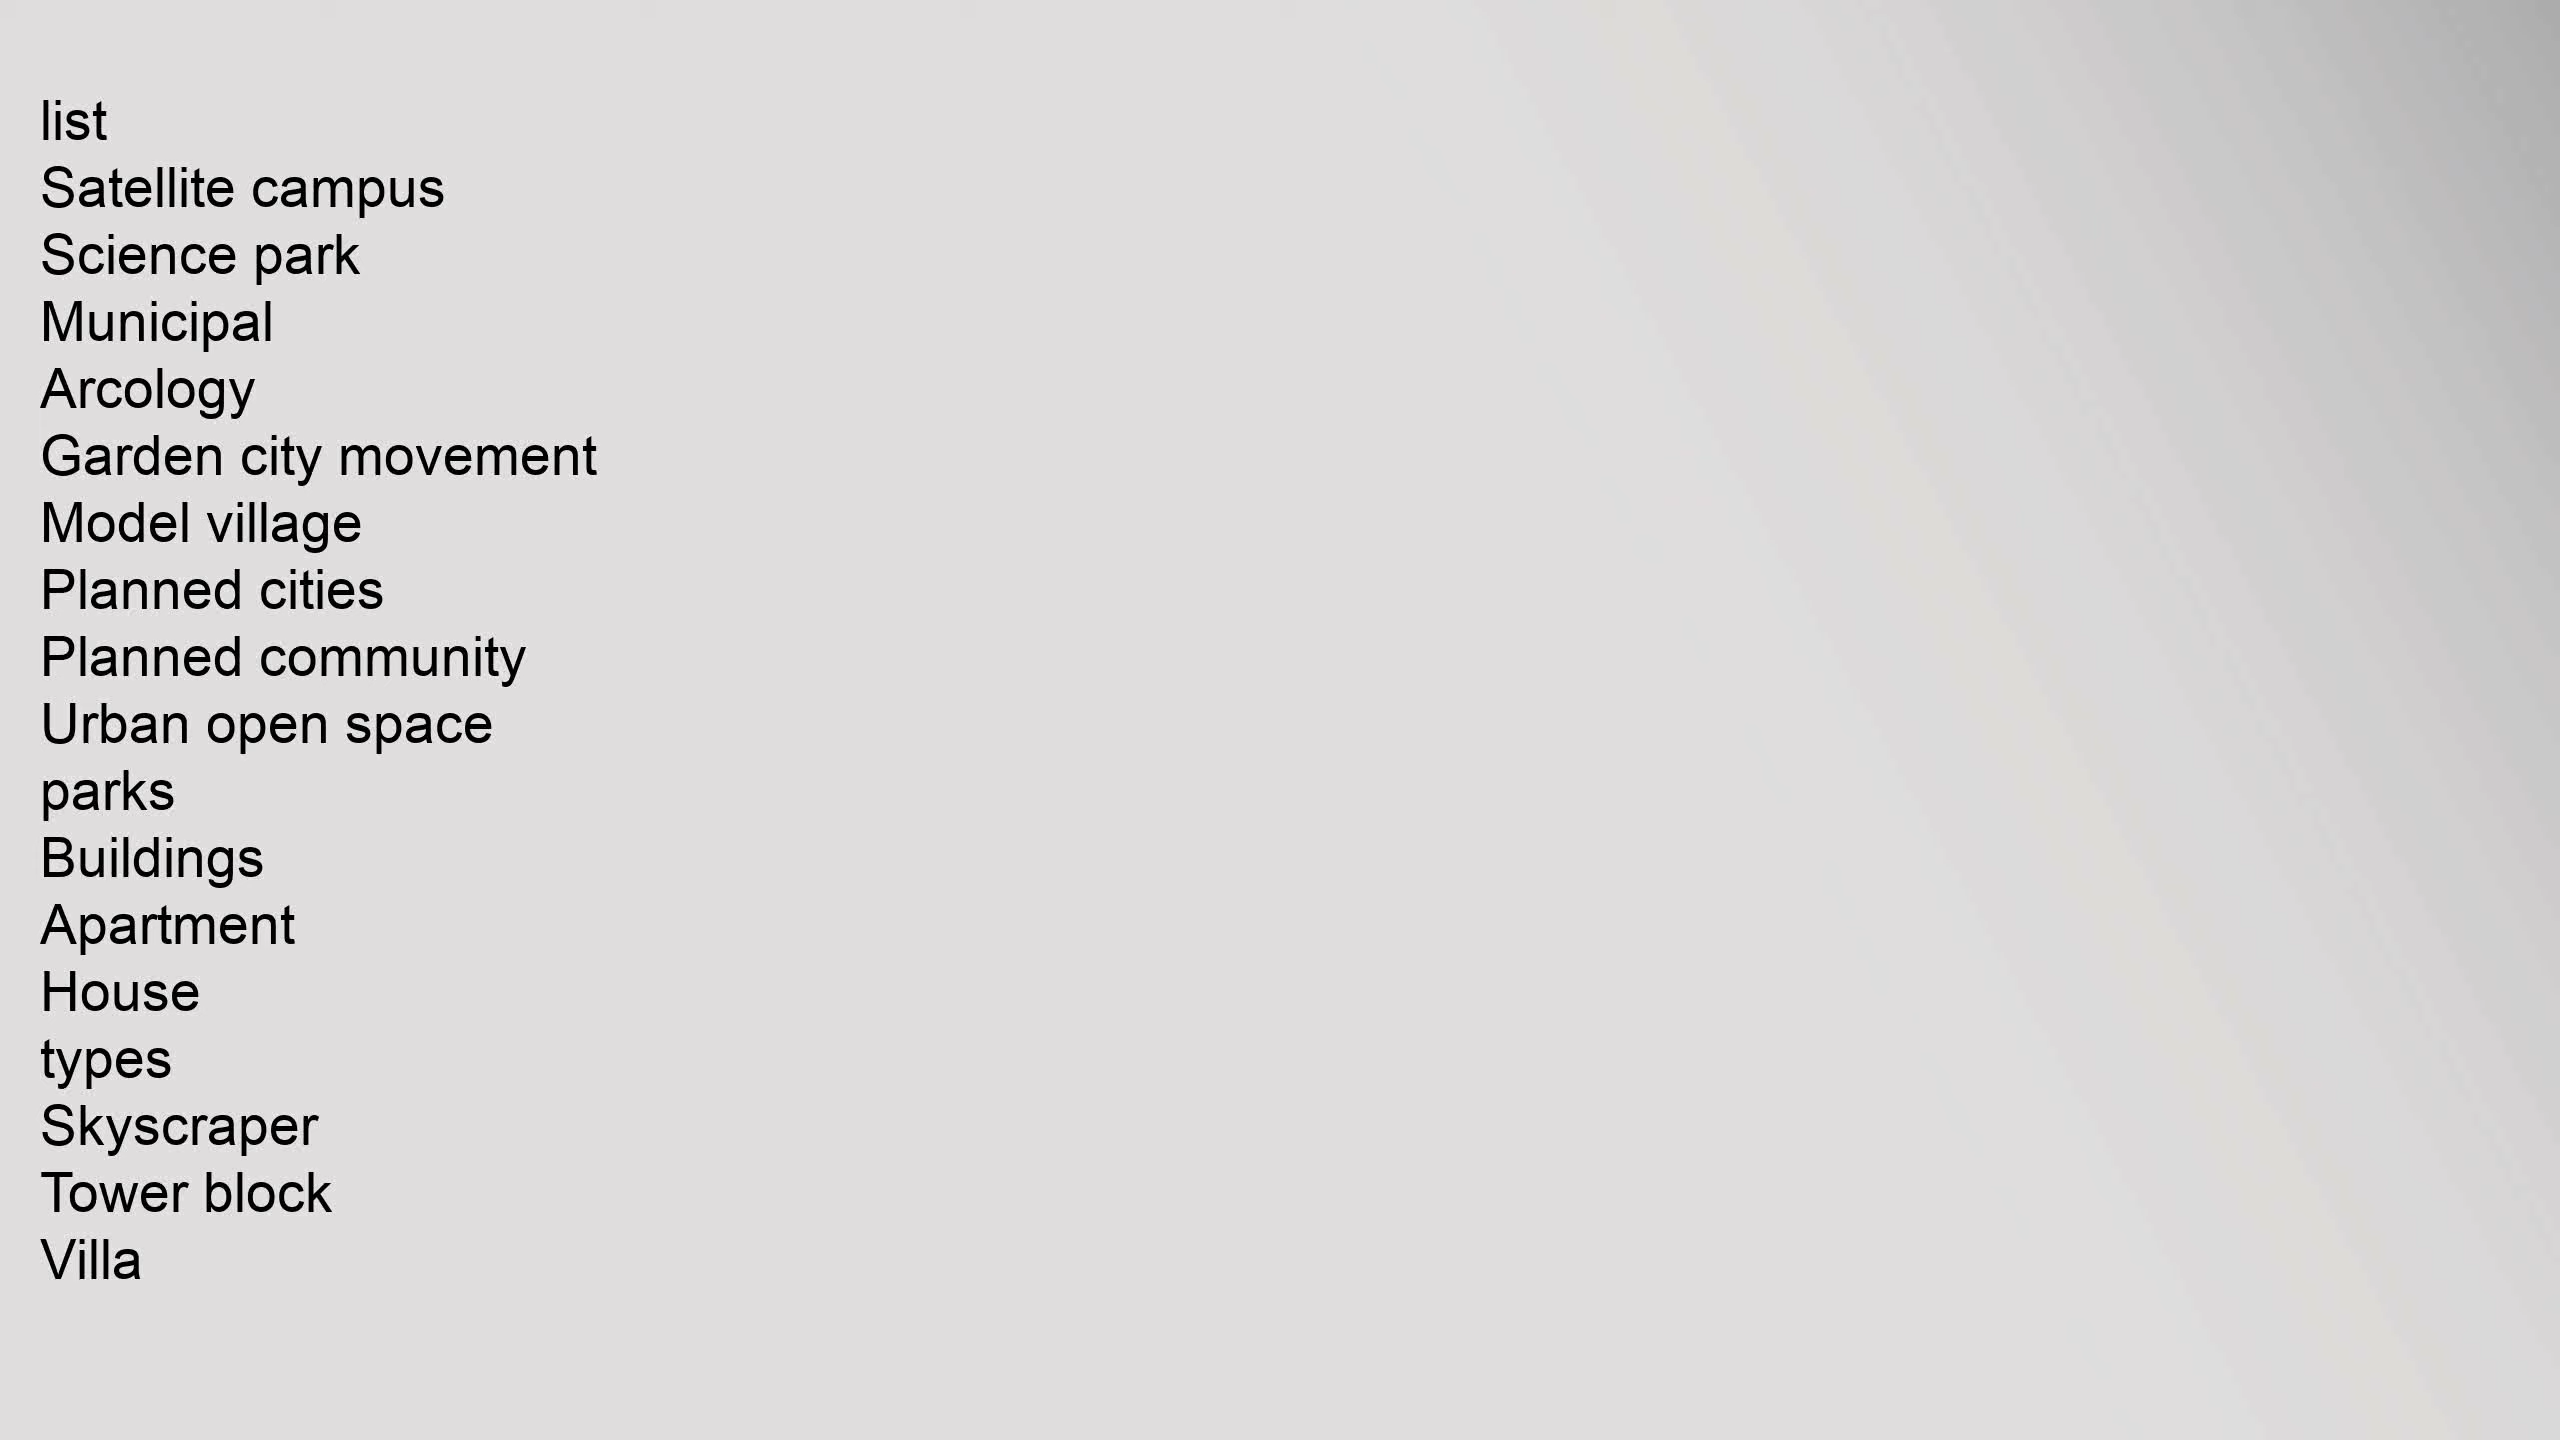 list
Satellite campus
Science park
Municipal
Arcology
Garden city movement
Model village
Planned cities
Planned community
Urban open space
parks
Buildings
Apartment
House
types
Skyscraper
Tower block
Villa